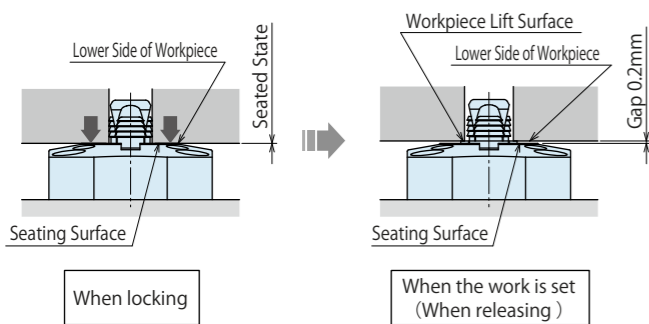 Lower Side of Workpiece
Seated State
Seating Surface
When locking
Workpiece Lift Surface
Lower Side of Workpiece
Gap 0.2mm
Seating Surface
When the work is set
（When releasing ）